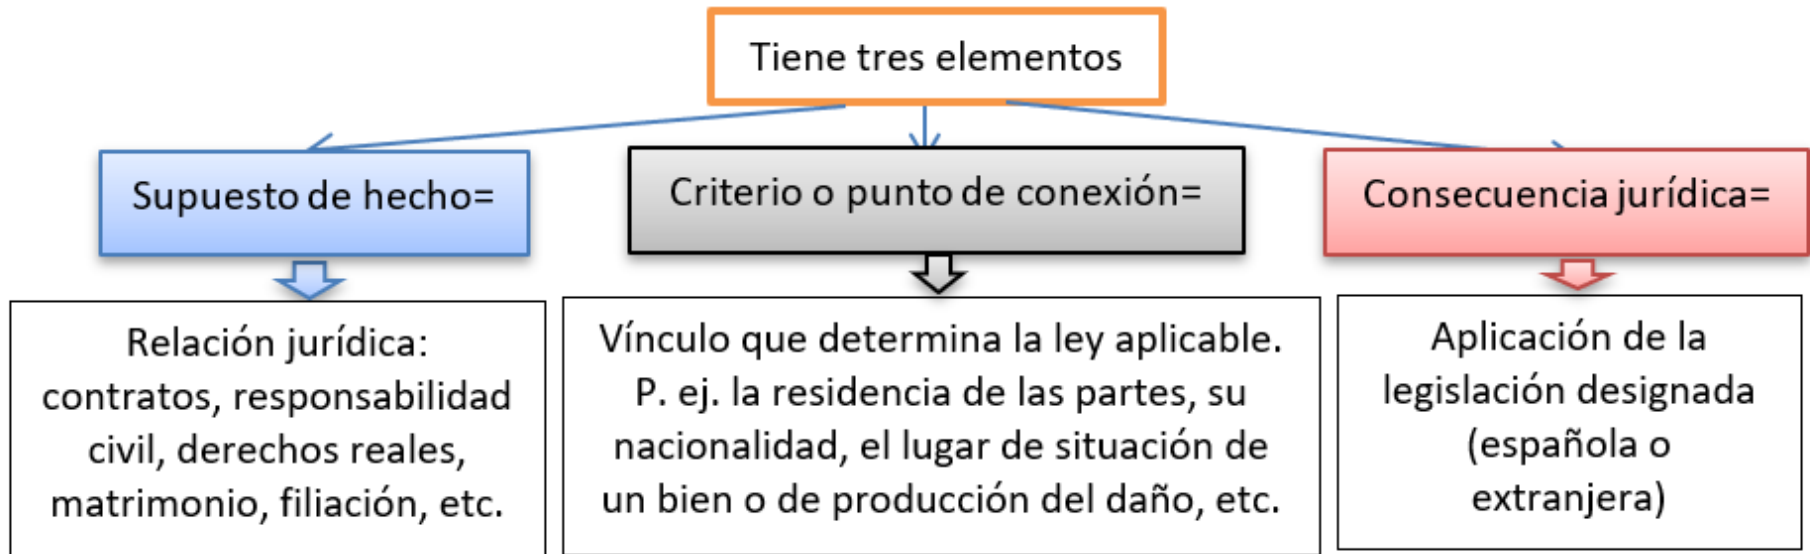 Tiene tres elementos
Supuesto de hecho=
Criterio o punto de conexión=
Consecuencia jurídica=
Relación jurídica:
contratos, responsabilidad
civil, derechos reales,
matrimonio, filiación, etc.
Vínculo que determina la ley aplicable.
P. ej. la residencia de las partes, su
nacionalidad, el lugar de situación de
un bien o de producción del daño, etc.
Aplicación de la
legislación designada
(española o
extranjera)